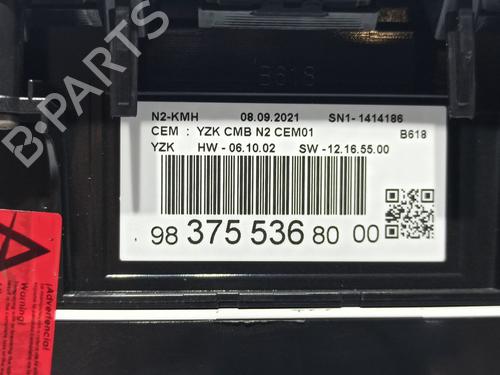 B-PARTS
B618
N2-KMH 08.09.2021 SN1- 1414186
CEM : YZK CMB N2 CEM01 B618
YZK HW - 06.10.02 SW -12.16.55.00
98 375 536 80 00
¡Advertencia!
Warning!